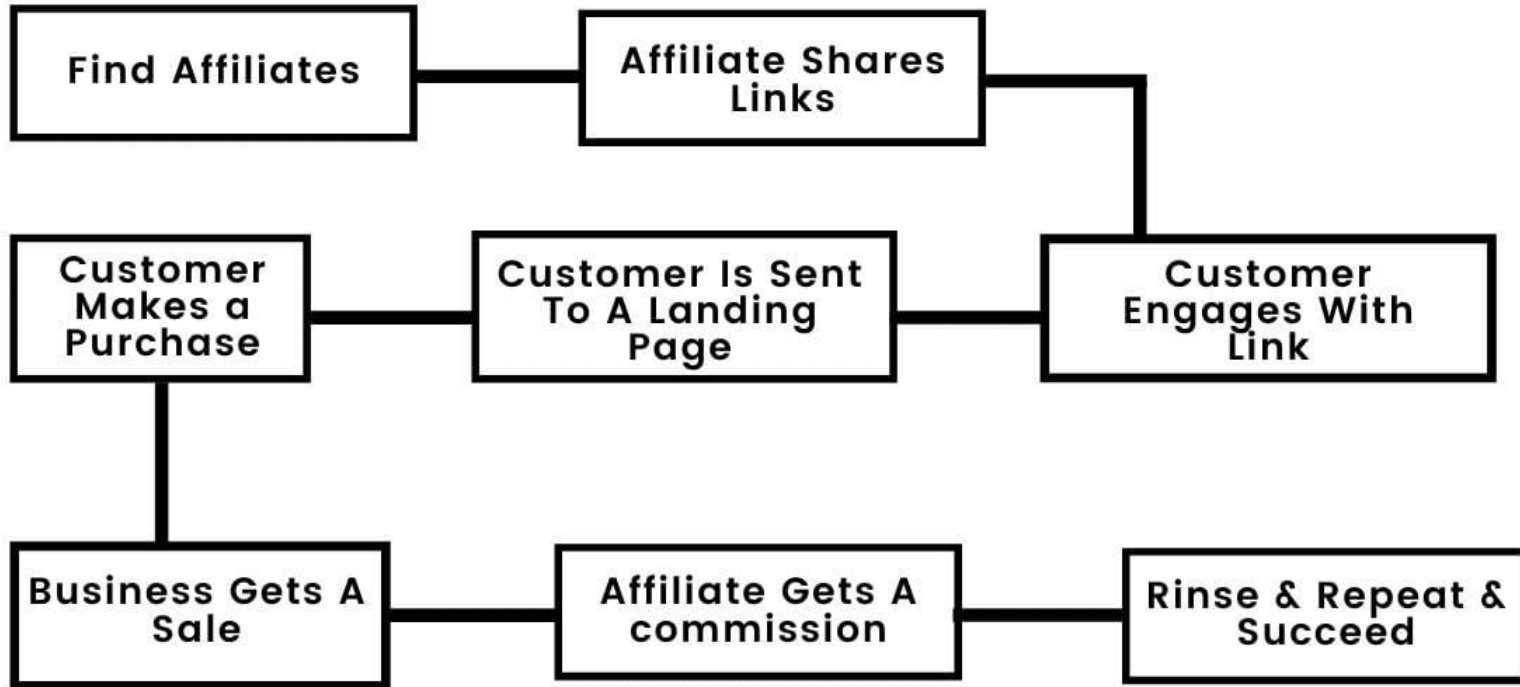 Find Affiliates
Affiliate Shares
Links
Customer
Engages With
Link
Customer Is Sent
To A Landing
Page
Customer
Makes a
Purchase
Business Gets A
Sale
Affiliate Gets A
commission
Rinse & Repeat &
Succeed